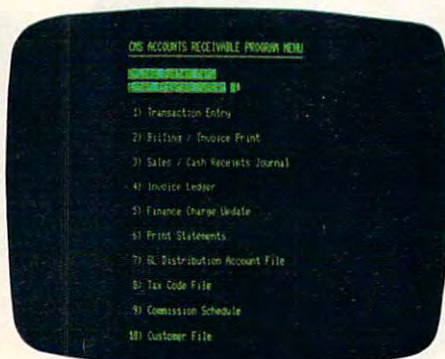 CMS ACCOUNTS RECEIVABLE PROGRAM MENU
1) Transaction Entry
2) Billing / Invoice Print
3) Sales / Cash Receipts Journal
4) Invoice Ledger
5) Finance Charge Update
6) Print Statements
7) GL Distribution Account File
8) Tax Code File
9) Commission Schedule
10) Customer File